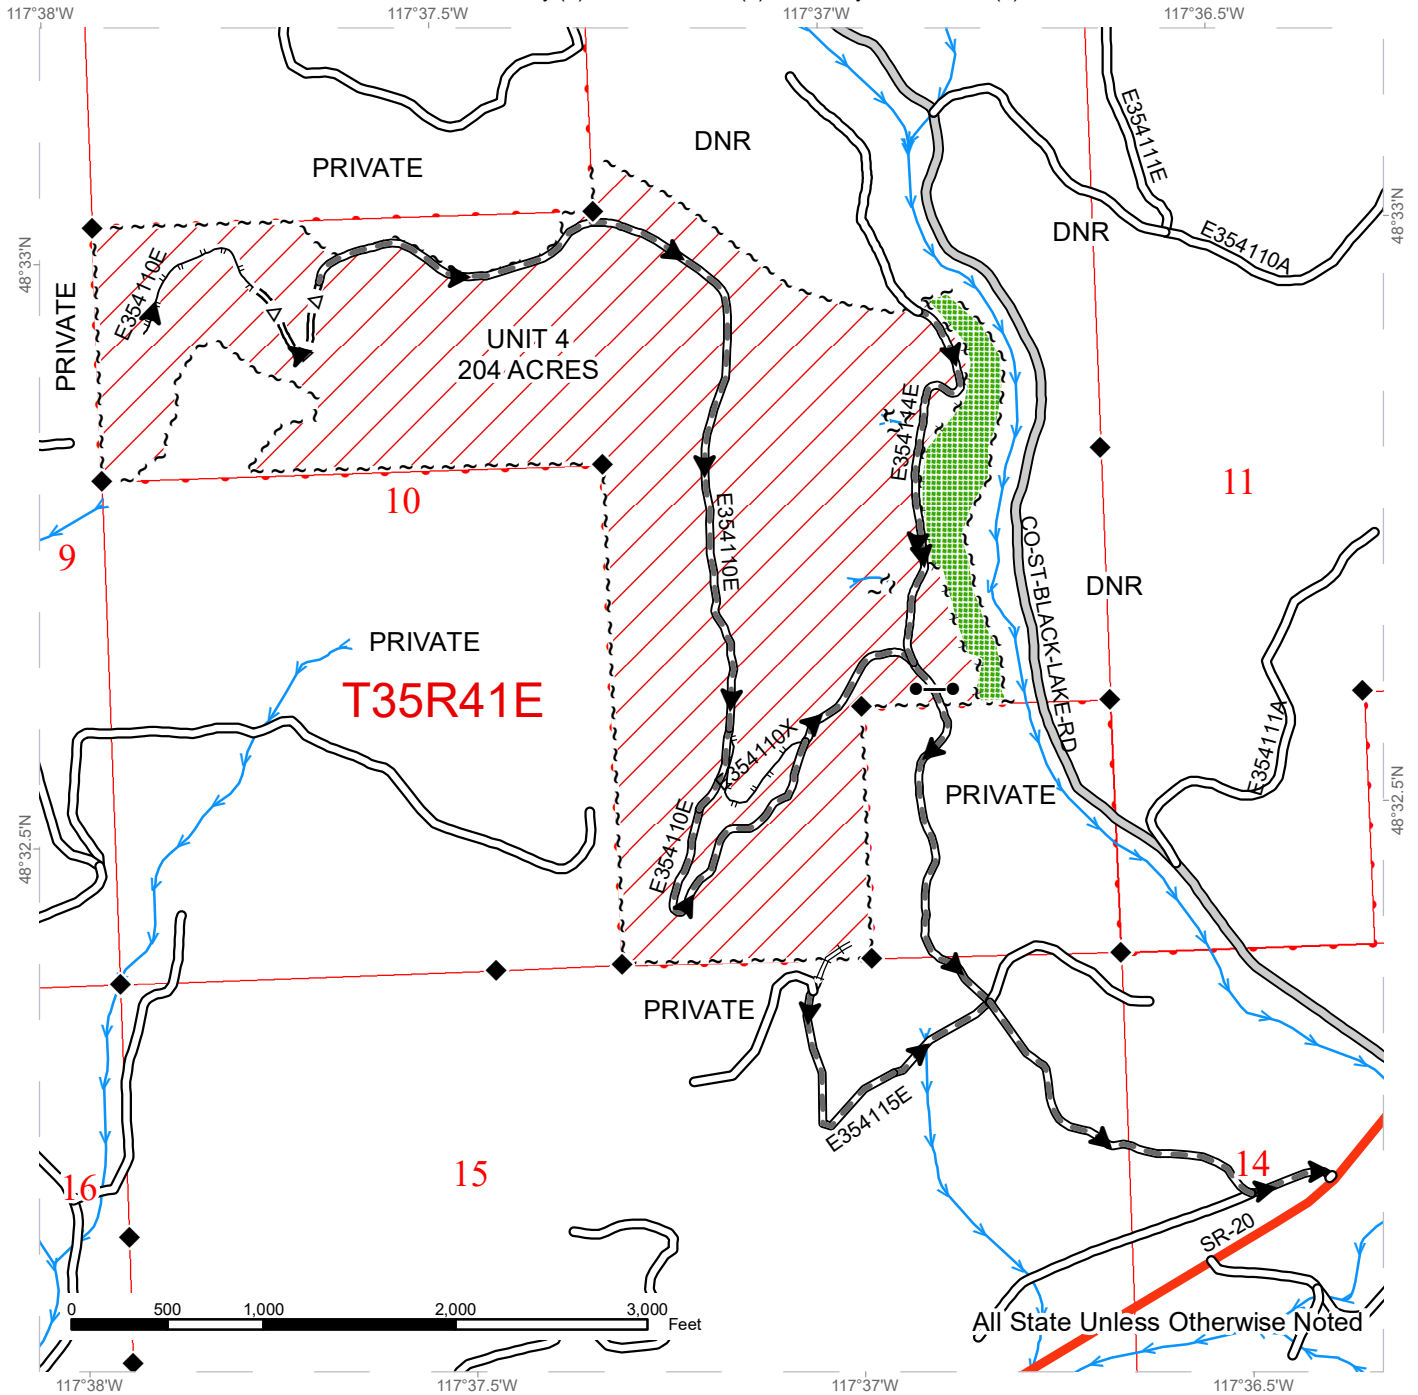 117°38'W
117°37.5'W
117°37'W
117°36.5'W
DNR
PRIVATE
E354111E
48°33'N
48°33'N
DNR
E354110A
PRIVATE
E354110E
UNIT 4
204 ACRES
E354144E
10
11
9
E354110E
CO-ST-BLACK-LAKE-RD
DNR
PRIVATE
T35R41E
E354110X
E354111A
PRIVATE
48°32.5'N
48°32.5'N
E354110E
PRIVATE
E354115E
15
14
16
SR-20
0
500
1,000
2,000
3,000
Feet
All State Unless Otherwise Noted
117°38'W
117°37.5'W
117°37'W
117°36.5'W